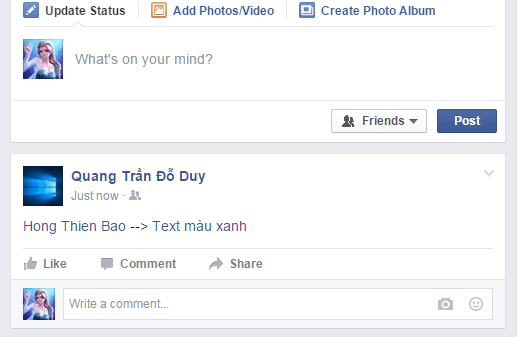 Update Status Add Photos/Video Create Photo Album
What's on your mind?
Friends Post
Quang Trần Đỗ Duy
Just now ·
Hong Thien Bao --> Text màu xanh
Like Comment Share
Write a comment...